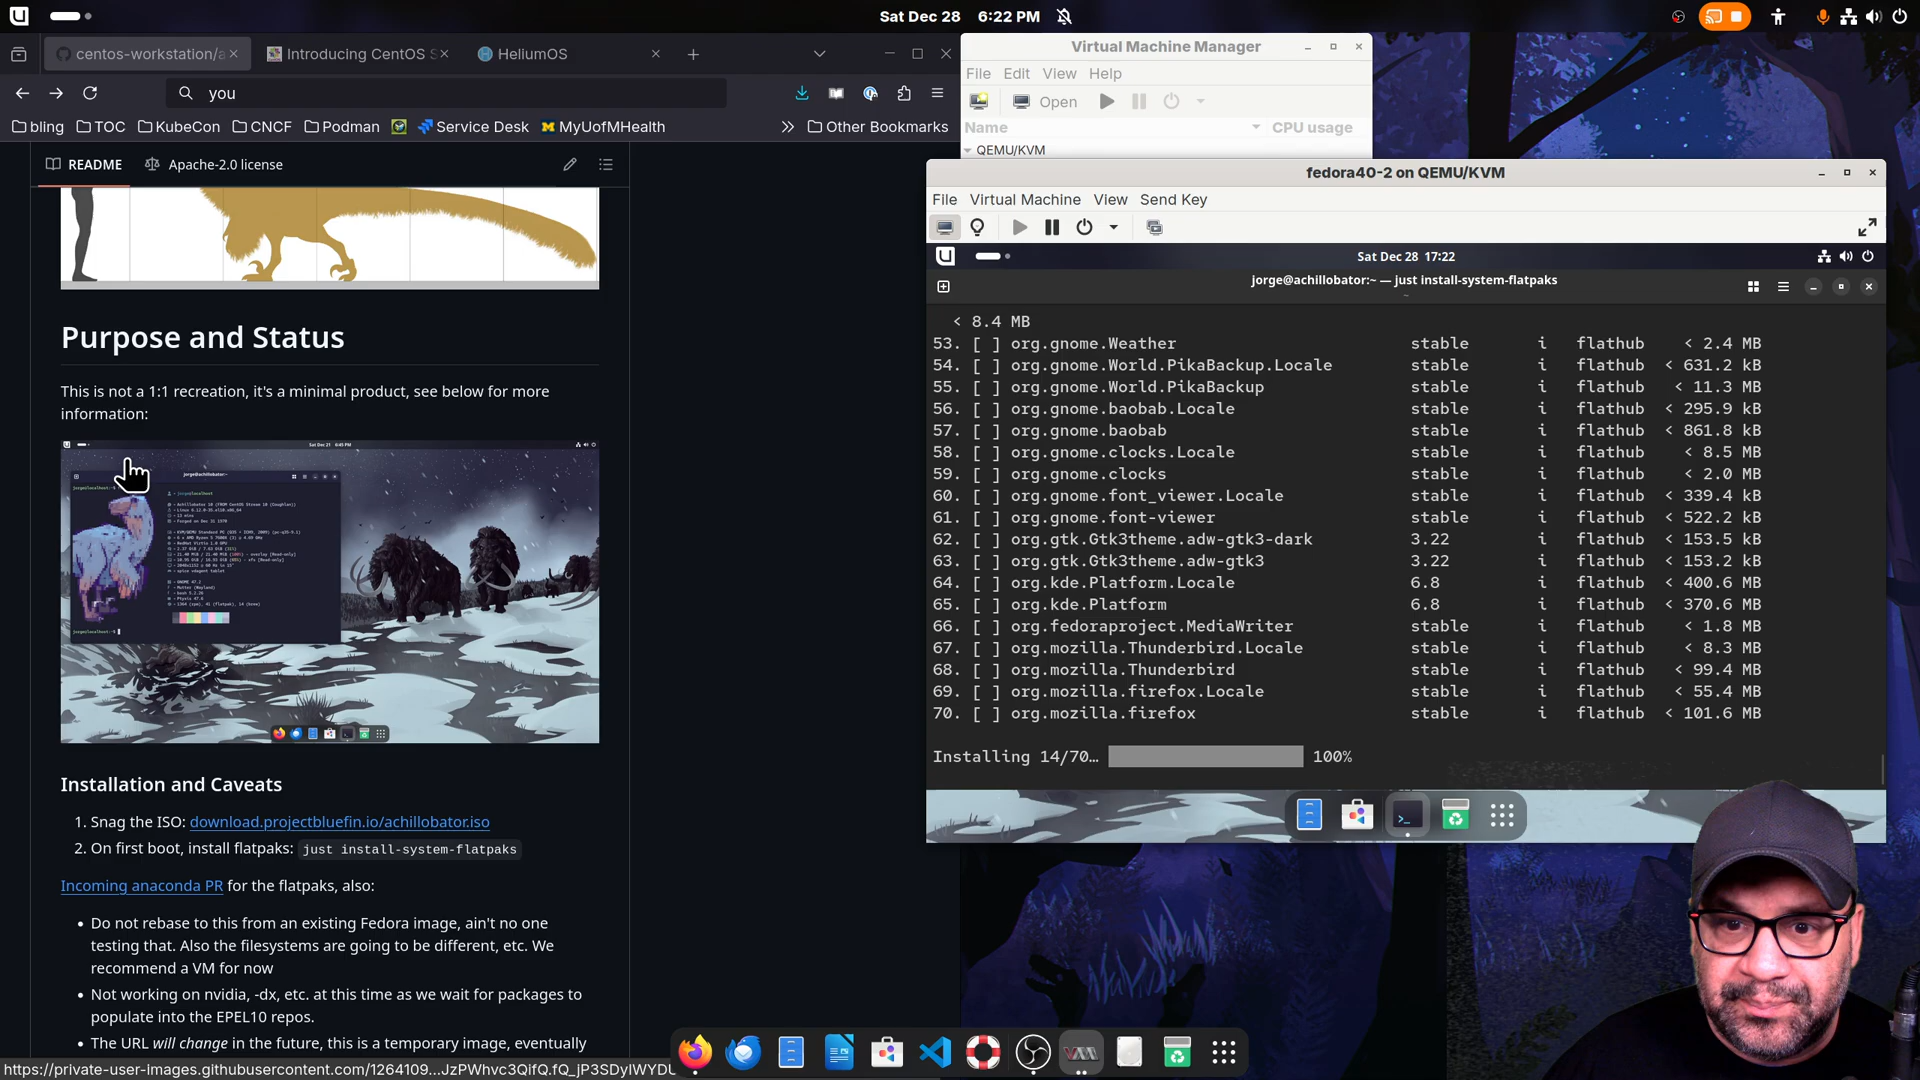 Sat Dec 28 6:22 PM
centos-workstation/a
Introducing CentOS S
HeliumOS
you
bling
TOC
KubeCon
CNCF
Podman
Service Desk
MyUofMHealth
Other Bookmarks
README
Apache-2.0 license
Purpose and Status
This is not a 1:1 recreation, it's a minimal product, see below for more
information:
Sat Dec 21 6:45 PM
jorge@achillobator:~
Installation and Caveats
1. Snag the ISO: download.projectbluefin.io/achillobator.iso
2. On first boot, install flatpaks: just install-system-flatpaks
Incoming anaconda PR for the flatpaks, also:
• Do not rebase to this from an existing Fedora image, ain't no one
testing that. Also the filesystems are going to be different, etc. We
recommend a VM for now
• Not working on nvidia, -dx, etc. at this time as we wait for packages to
populate into the EPEL10 repos.
• The URL will change in the future, this is a temporary image, eventually
https://private-user-images.githubusercontent.com/1264109...JzPWhvc3QifQ.fQ_jP3SDyIWYDU
Virtual Machine Manager
File Edit View Help
Open
Name CPU usage
QEMU/KVM
fedora40-2 on QEMU/KVM
File Virtual Machine View Send Key
Sat Dec 28 17:22
jorge@achillobator:~ — just install-system-flatpaks
~
< 8.4 MB
53. [ ] org.gnome.Weather stable i flathub < 2.4 MB
54. [ ] org.gnome.World.PikaBackup.Locale stable i flathub < 631.2 kB
55. [ ] org.gnome.World.PikaBackup stable i flathub < 11.3 MB
56. [ ] org.gnome.baobab.Locale stable i flathub < 295.9 kB
57. [ ] org.gnome.baobab stable i flathub < 861.8 kB
58. [ ] org.gnome.clocks.Locale stable i flathub < 8.5 MB
59. [ ] org.gnome.clocks stable i flathub < 2.0 MB
60. [ ] org.gnome.font_viewer.Locale stable i flathub < 339.4 kB
61. [ ] org.gnome.font-viewer stable i flathub < 522.2 kB
62. [ ] org.gtk.Gtk3theme.adw-gtk3-dark 3.22 i flathub < 153.5 kB
63. [ ] org.gtk.Gtk3theme.adw-gtk3 3.22 i flathub < 153.2 kB
64. [ ] org.kde.Platform.Locale 6.8 i flathub < 400.6 MB
65. [ ] org.kde.Platform 6.8 i flathub < 370.6 MB
66. [ ] org.fedoraproject.MediaWriter stable i flathub < 1.8 MB
67. [ ] org.mozilla.Thunderbird.Locale stable i flathub < 8.3 MB
68. [ ] org.mozilla.Thunderbird stable i flathub < 99.4 MB
69. [ ] org.mozilla.firefox.Locale stable i flathub < 55.4 MB
70. [ ] org.mozilla.firefox stable i flathub < 101.6 MB
Installing 14/70… 100%